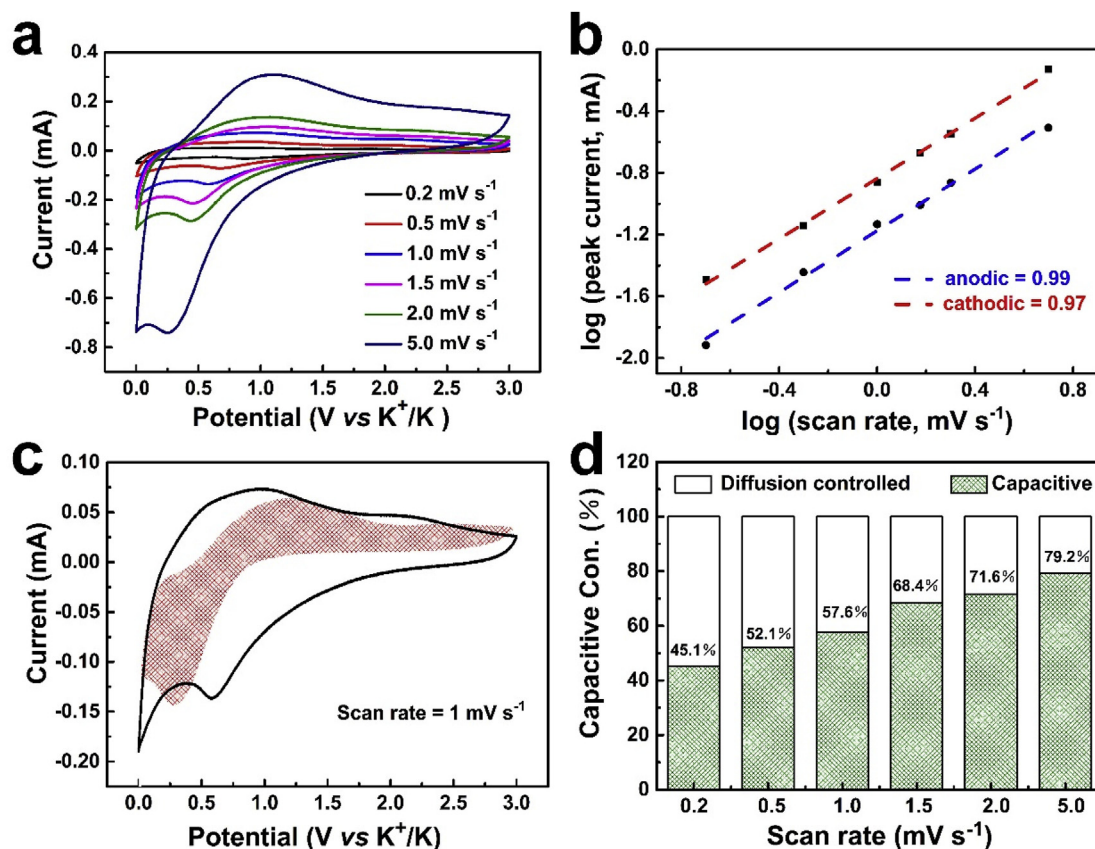 a
0.4
0.2
0.0
-0.2
-0.4
-0.6
-0.8
Current (mA)
0.2 mV s⁻¹
0.5 mV s⁻¹
1.0 mV s⁻¹
1.5 mV s⁻¹
2.0 mV s⁻¹
5.0 mV s⁻¹
0.0 0.5 1.0 1.5 2.0 2.5 3.0
Potential (V vs K⁺/K )
b
0.0
-0.4
-0.8
-1.2
-1.6
-2.0
log (peak current, mA)
anodic = 0.99
cathodic = 0.97
-0.8 -0.4 0.0 0.4 0.8
log (scan rate, mV s⁻¹)
c
0.10
0.05
0.00
-0.05
-0.10
-0.15
-0.20
Current (mA)
Scan rate = 1 mV s⁻¹
0.0 0.5 1.0 1.5 2.0 2.5 3.0
Potential (V vs K⁺/K)
d
120
100
80
60
40
20
0
Capacitive Con. (%)
Diffusion controlled Capacitive
45.1% 52.1% 57.6% 68.4% 71.6% 79.2%
0.2 0.5 1.0 1.5 2.0 5.0
Scan rate (mV s⁻¹)